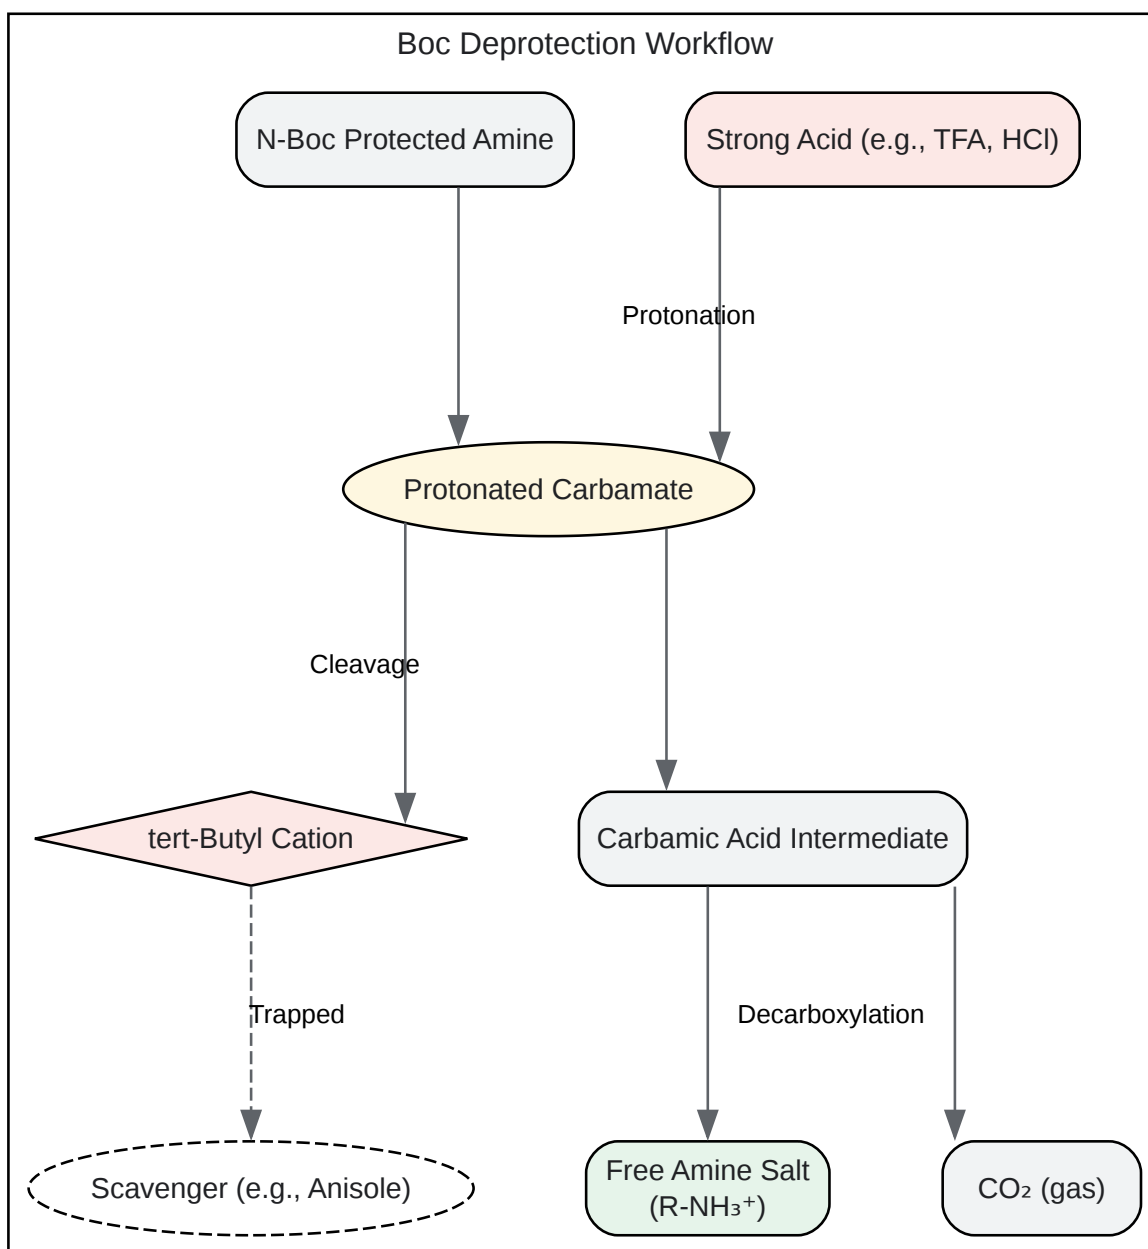 Boc Deprotection Workflow
N-Boc Protected Amine
Strong Acid (e.g., TFA, HCl)
Protonation
Protonated Carbamate
Cleavage
tert-Butyl Cation
Carbamic Acid Intermediate
Trapped
Decarboxylation
Scavenger (e.g., Anisole)
Free Amine Salt
(R-NH₃⁺)
CO₂ (gas)